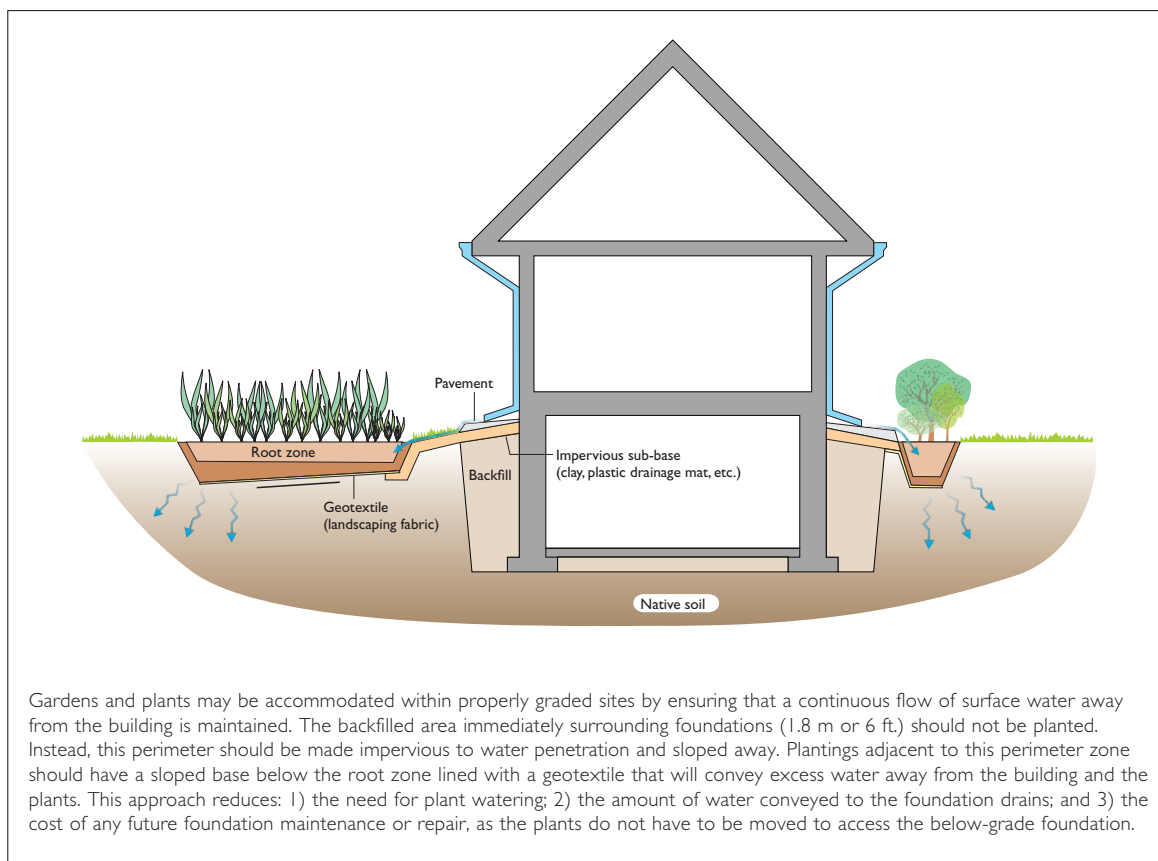 Pavement
Root zone
Impervious sub-base
(clay, plastic drainage mat, etc.)
Backfill
Geotextile
(landscaping fabric)
Native soil
Gardens and plants may be accommodated within properly graded sites by ensuring that a continuous flow of surface water away
from the building is maintained. The backfilled area immediately surrounding foundations (1.8 m or 6 ft.) should not be planted.
Instead, this perimeter should be made impervious to water penetration and sloped away. Plantings adjacent to this perimeter zone
should have a sloped base below the root zone lined with a geotextile that will convey excess water away from the building and the
plants. This approach reduces: 1) the need for plant watering; 2) the amount of water conveyed to the foundation drains; and 3) the
cost of any future foundation maintenance or repair, as the plants do not have to be moved to access the below-grade foundation.